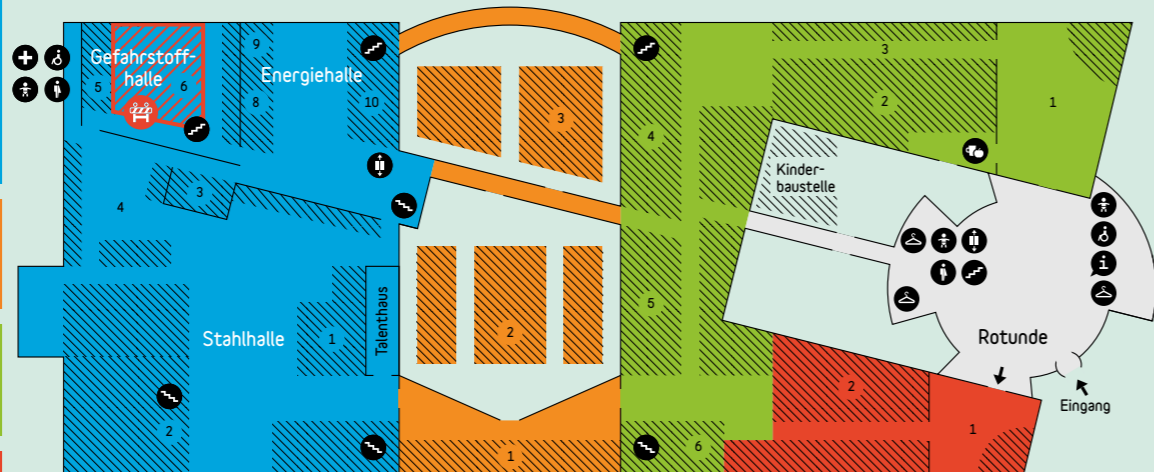 Gefahrstoff-
halle
5
6
9
8
Energiehalle
10
3
4
Stahlhalle
1
Talenthaus
2
3
2
1
3
2
1
4
Kinder-
baustelle
5
6
i
Rotunde
Eingang
2
1